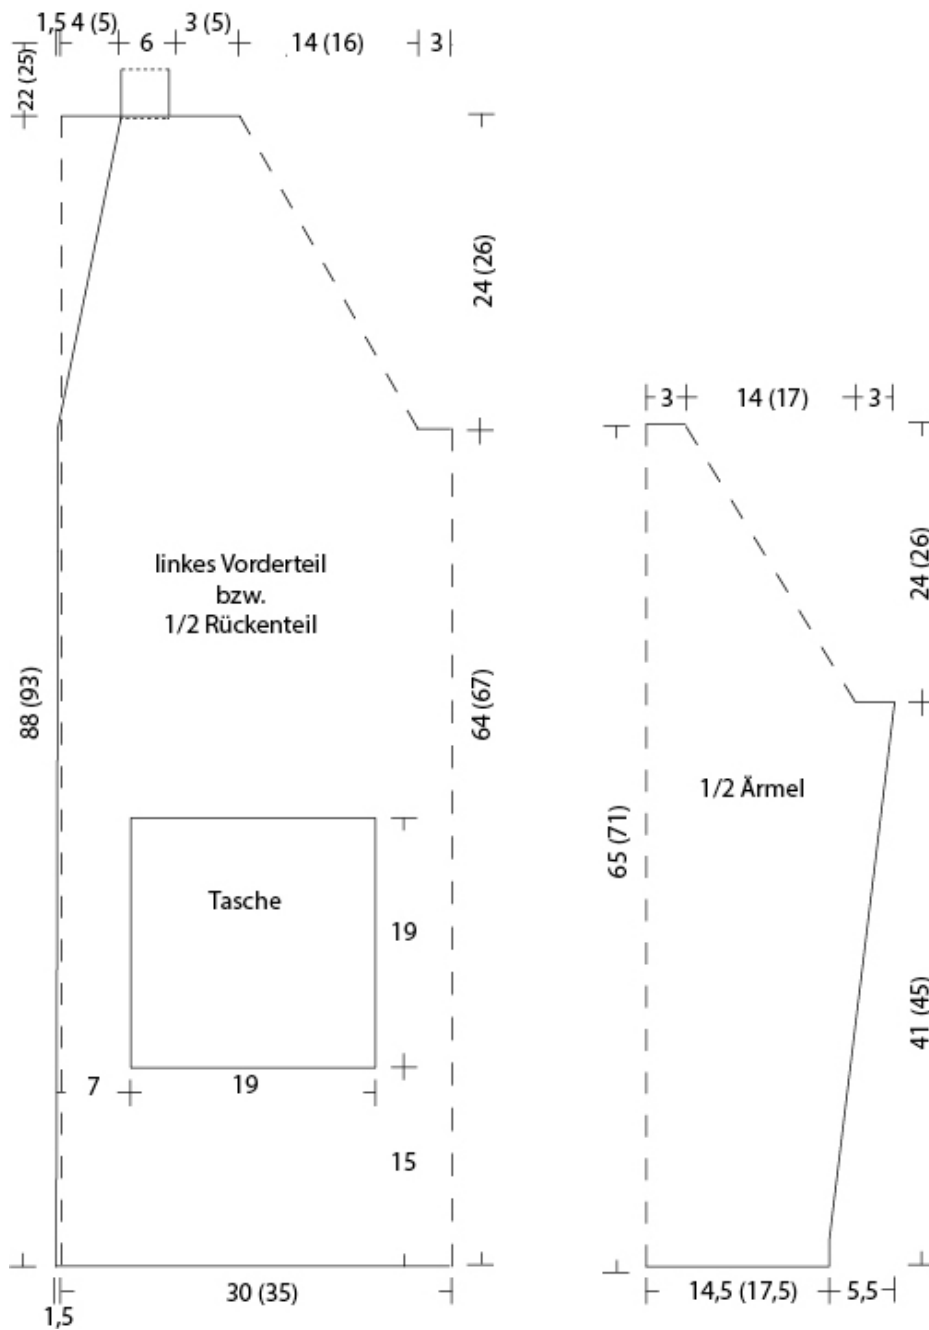 1,5 4 (5) 6 3 (5) 14 (16) 3
22 (25)
24 (26)
linkes Vorderteil
bzw.
1/2 Rückenteil
88 (93)
64 (67)
Tasche
19
7 19
15
30 (35)
1,5
3 14 (17) 3
24 (26)
1/2 Ärmel
65 (71)
41 (45)
14,5 (17,5) 5,5